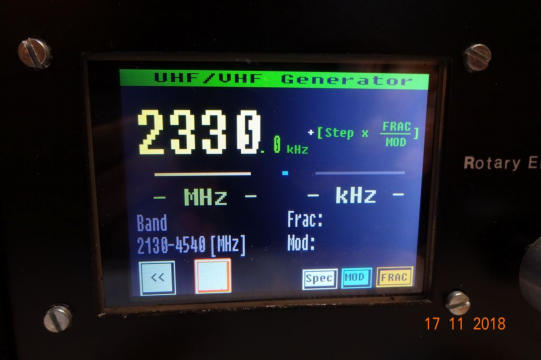 UHF/VHF Generator
2330.0 kHz +[Step x FRAC/MOD]
- MHz - - kHz -
Band Frac:
2130-4540 [MHz] Mod:
<< Spec MOD FRAC
Rotary
17 11 2018